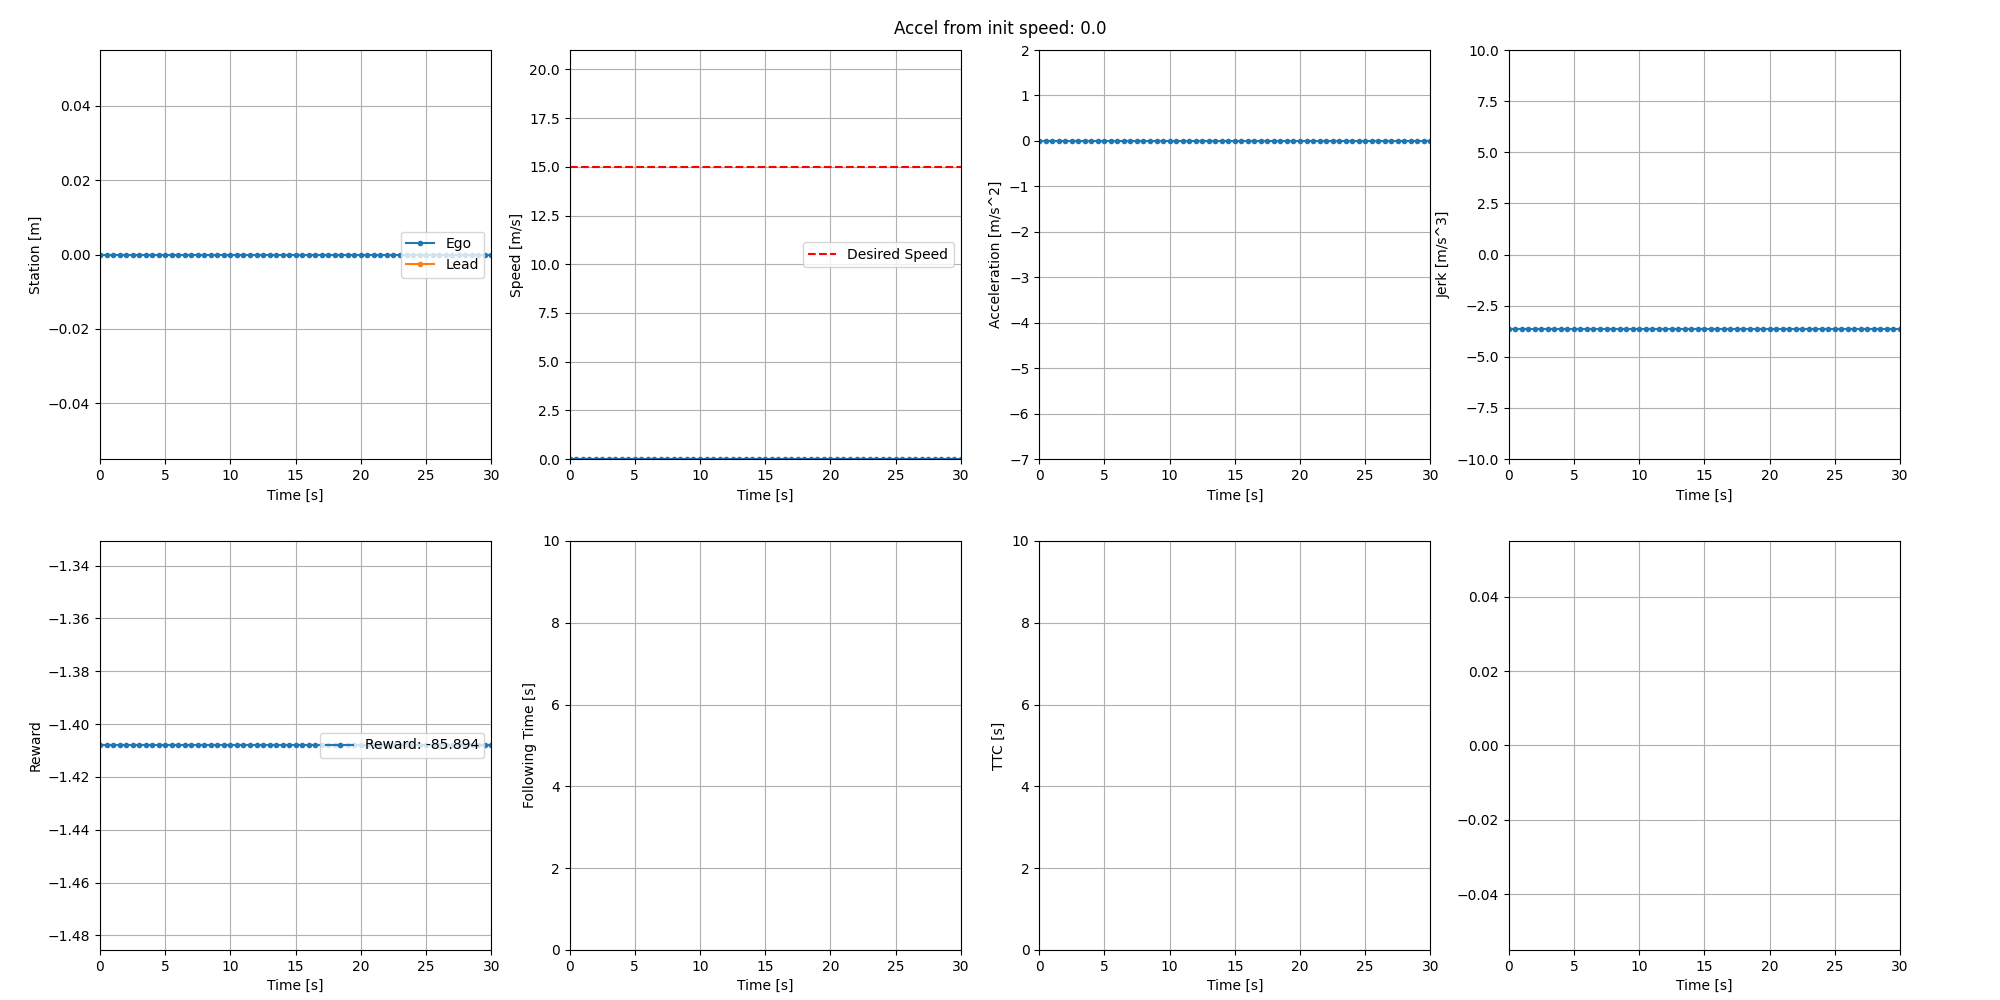 Accel from init speed: 0.0
Station [m]
0.04
0.02
0.00
−0.02
−0.04
Ego
Lead
0 5 10 15 20 25 30
Time [s]
Speed [m/s]
20.0
17.5
15.0
12.5
10.0
7.5
5.0
2.5
0.0
Desired Speed
0 5 10 15 20 25 30
Time [s]
Acceleration [m/s^2]
2
1
0
−1
−2
−3
−4
−5
−6
−7
0 5 10 15 20 25 30
Time [s]
Jerk [m/s^3]
10.0
7.5
5.0
2.5
0.0
−2.5
−5.0
−7.5
−10.0
0 5 10 15 20 25 30
Time [s]
Reward
−1.34
−1.36
−1.38
−1.40
−1.42
−1.44
−1.46
−1.48
Reward: -85.894
0 5 10 15 20 25 30
Time [s]
Following Time [s]
10
8
6
4
2
0
0 5 10 15 20 25 30
Time [s]
TTC [s]
10
8
6
4
2
0
0 5 10 15 20 25 30
Time [s]
0.04
0.02
0.00
−0.02
−0.04
0 5 10 15 20 25 30
Time [s]